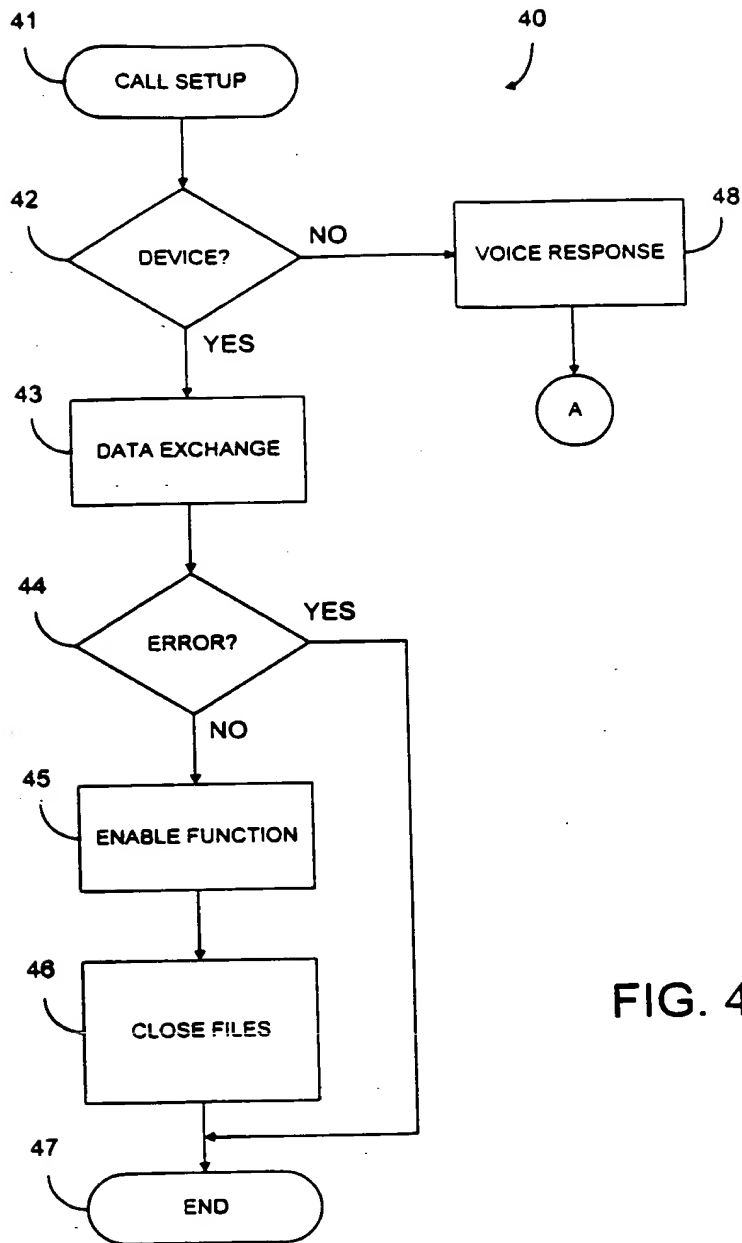 41
40
CALL SETUP
42
DEVICE?
NO
48
VOICE RESPONSE
YES
A
43
DATA EXCHANGE
44
YES
ERROR?
NO
45
ENABLE FUNCTION
46
CLOSE FILES
FIG. 4
47
END